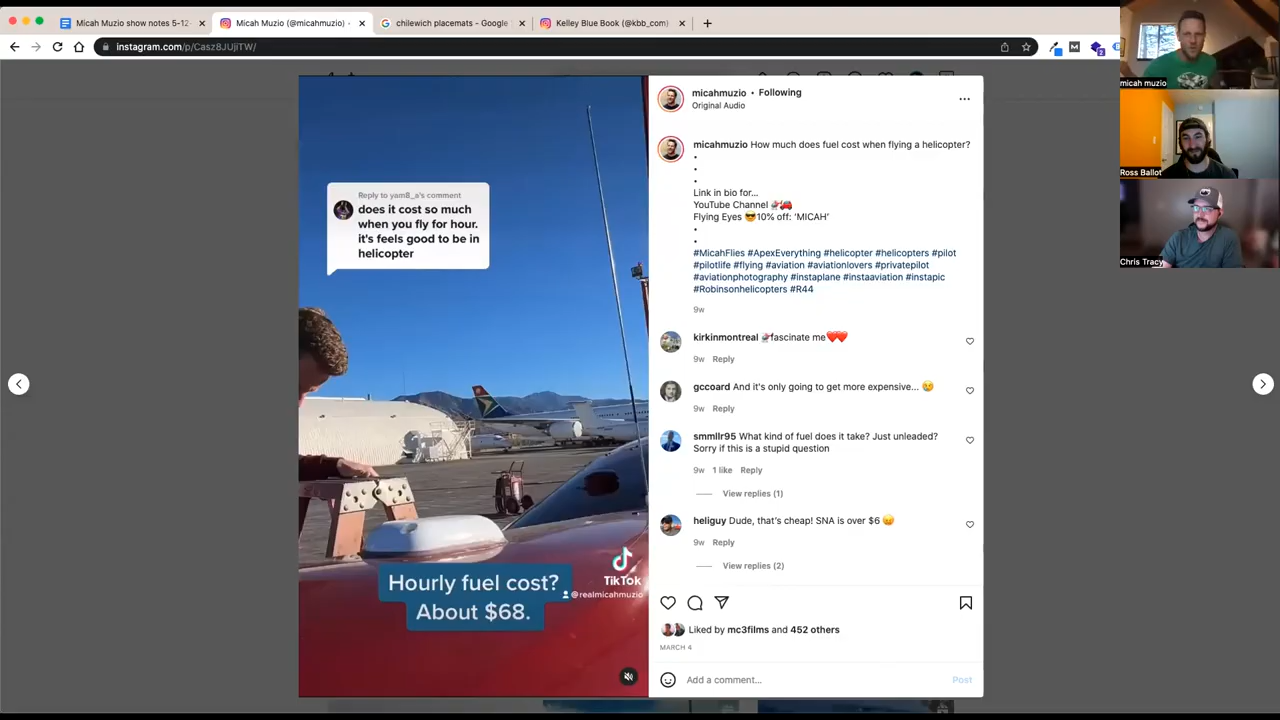 Micah Muzio show notes 5-12-
Micah Muzio (@micahmuzio) •
chilewich placemats - Google
Kelley Blue Book (@kbb_com)
instagram.com/p/Casz8JUjiTW/
Reply to yam8_a's comment
does it cost so much
when you fly for hour.
it's feels good to be in
helicopter
Hourly fuel cost?
About $68.
TikTok
@realmicahmuzio
micahmuzio • Following
Original Audio
micahmuzio How much does fuel cost when flying a helicopter?
•
•
•
Link in bio for...
YouTube Channel 🚁🚗
Flying Eyes 😎10% off: 'MICAH'
•
•
#MicahFlies #ApexEverything #helicopter #helicopters #pilot
#pilotlife #flying #aviation #aviationlovers #privatepilot
#aviationphotography #instaplane #instaaviation #instapic
#Robinsonhelicopters #R44
9w
kirkinmontreal 🚁fascinate me❤️❤️
9w Reply
gccoard And it's only going to get more expensive... 😢
9w Reply
smmllr95 What kind of fuel does it take? Just unleaded?
Sorry if this is a stupid question
9w 1 like Reply
View replies (1)
heliguy Dude, that's cheap! SNA is over $6
9w Reply
View replies (2)
Liked by mc3films and 452 others
MARCH 4
Add a comment...
Post
micah muzio
Ross Ballot
Chris Tracy